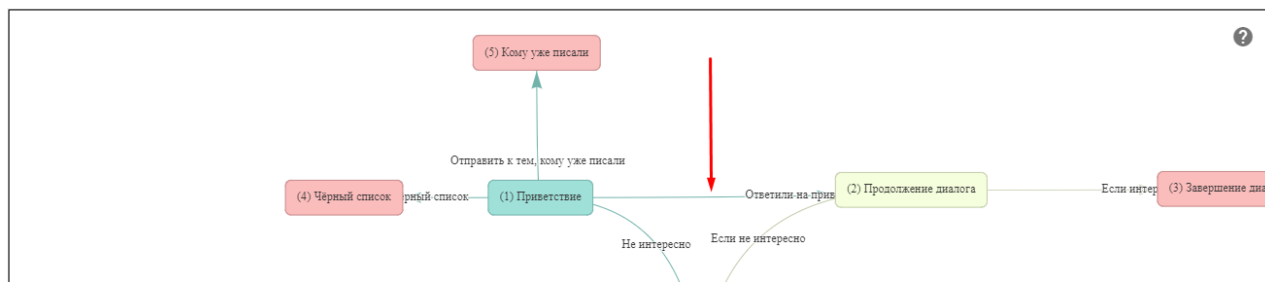 (5) Кому уже писали
Отправить к тем, кому уже писали
(4) Чёрный список
рный список
(1) Приветствие
Ответили на прив
(2) Продолжение диалога
Если интер
(3) Завершение диа
Не интересно
Если не интересно